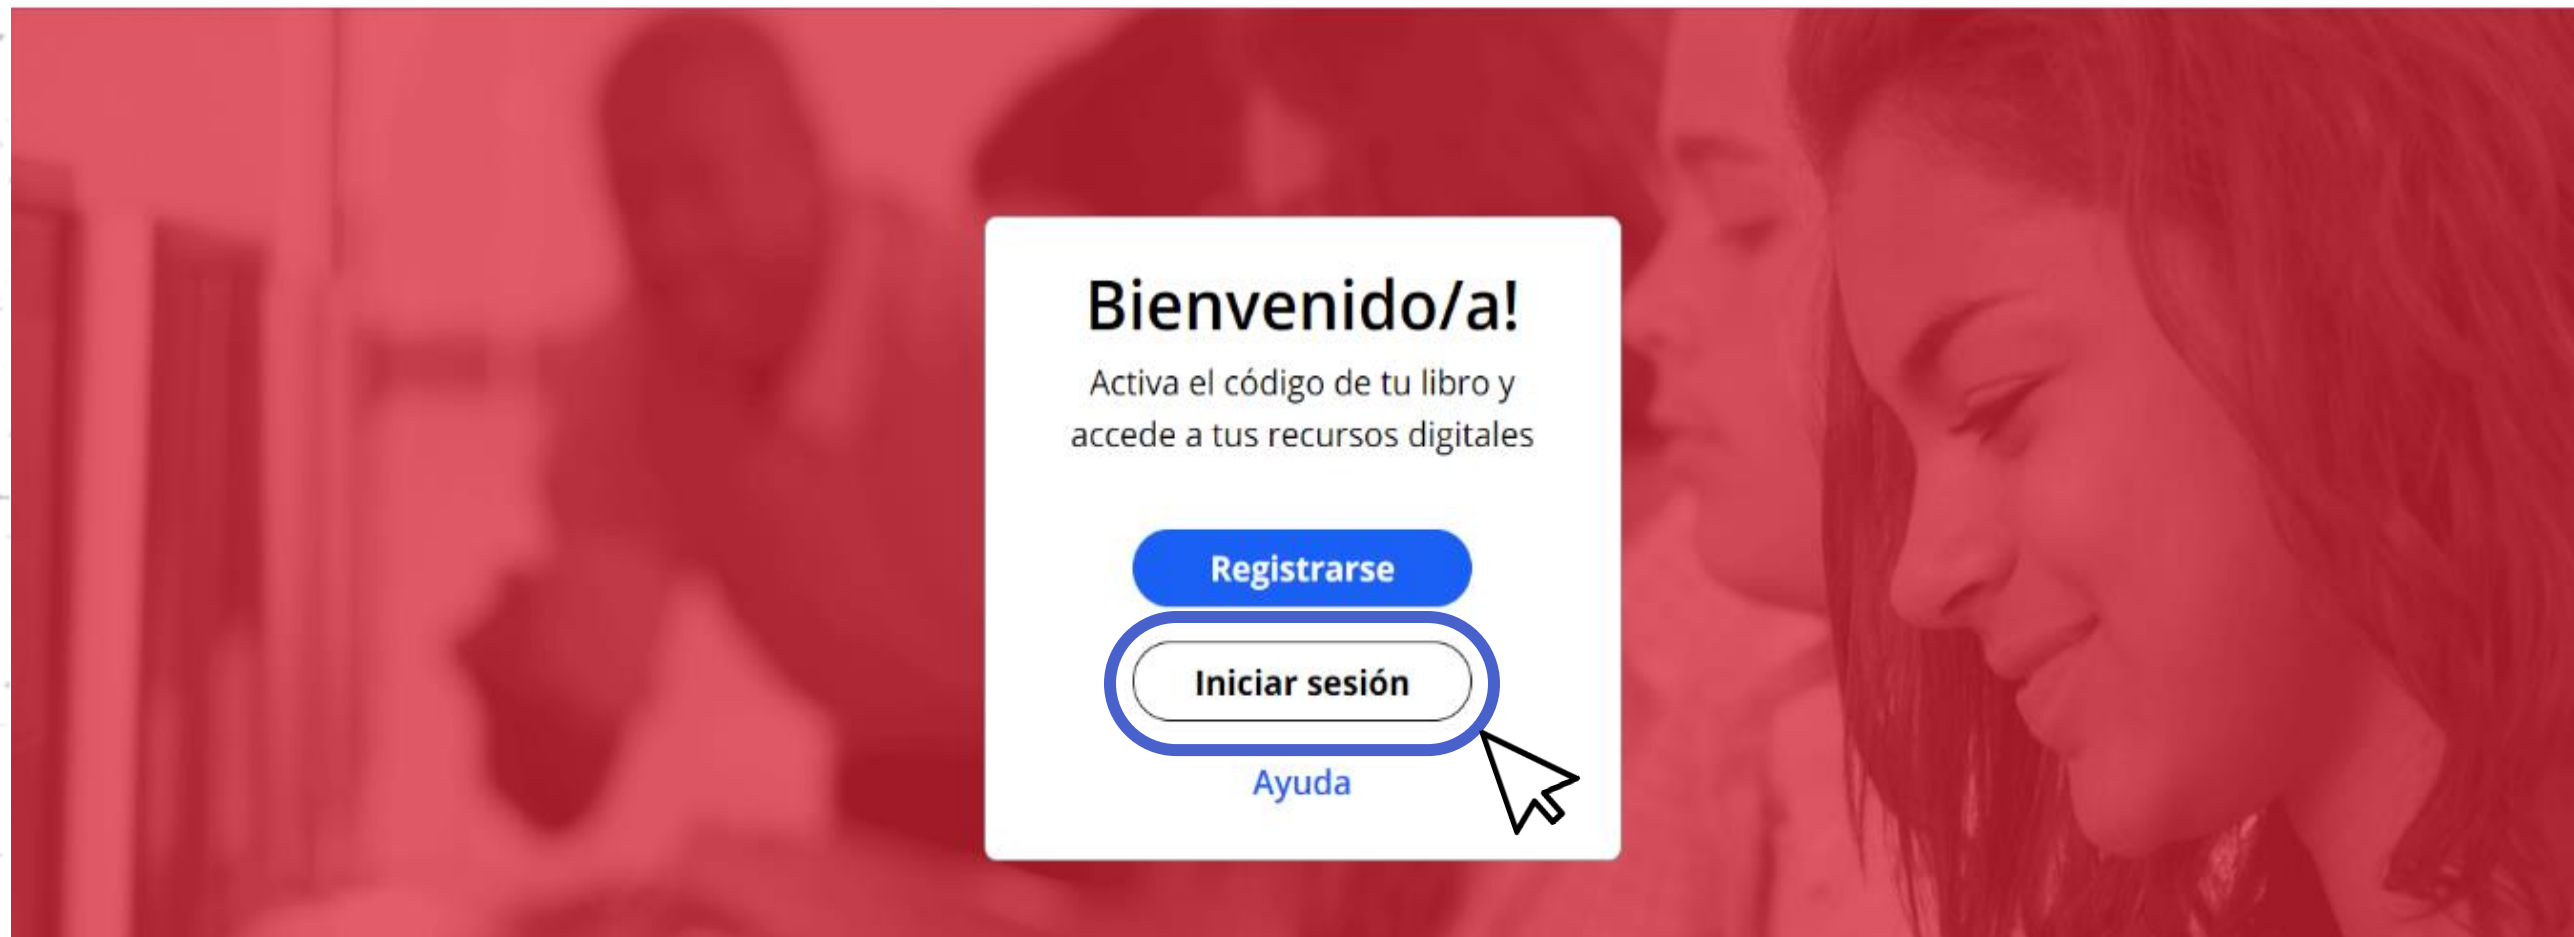 Bienvenido/a!
Activa el código de tu libro y
accede a tus recursos digitales
Registrarse
Iniciar sesión
Ayuda